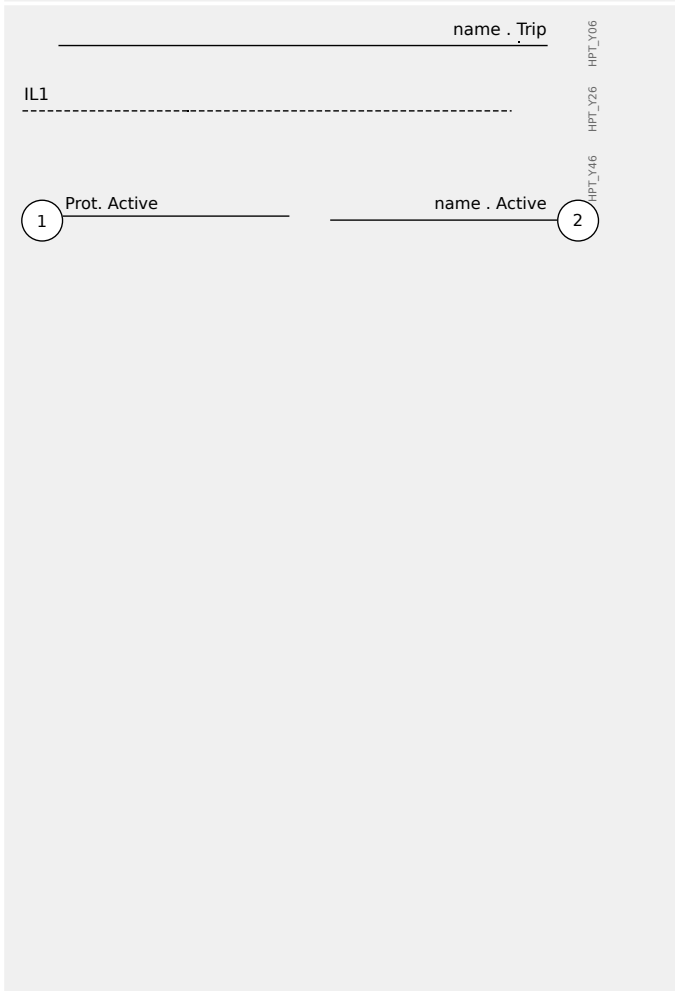 name . Trip
HPT_Y06
IL1
HPT_Y26
HPT_Y46
1
Prot. Active
name . Active
2